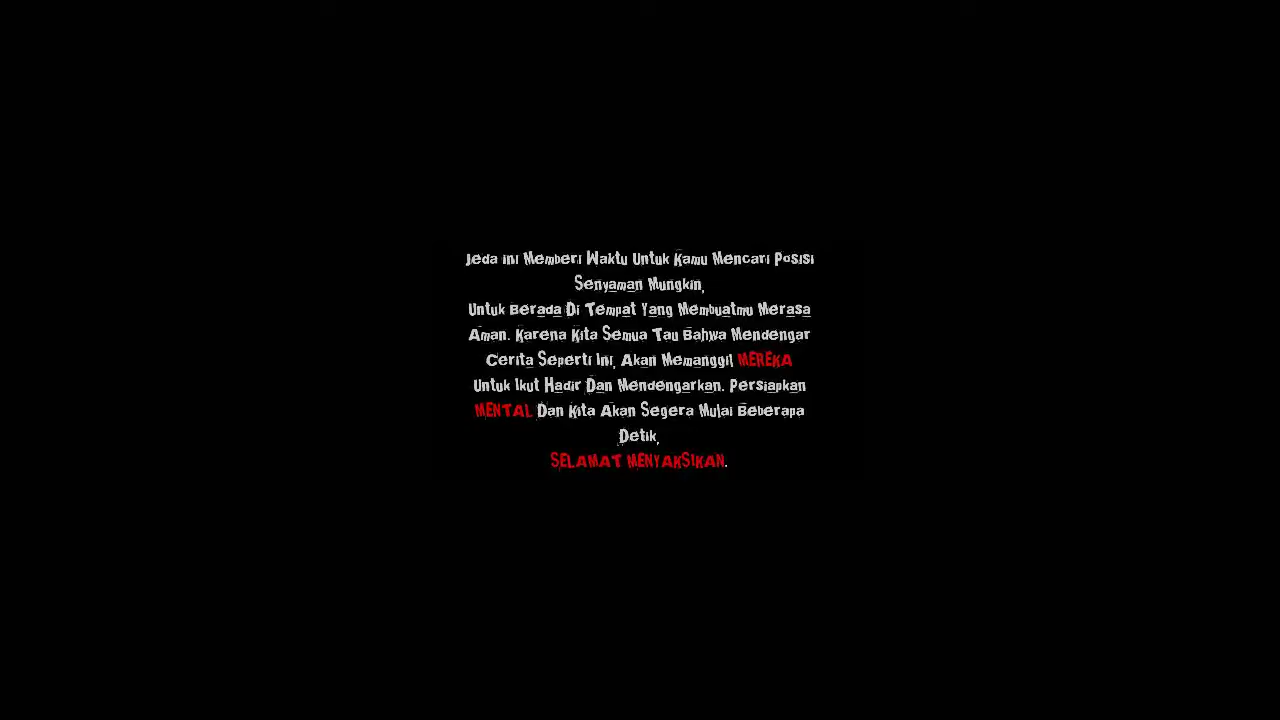 Jeda Ini Memberi Waktu Untuk Kamu Mencari Posisi
Senyaman Mungkin,
Untuk Berada Di Tempat Yang Membuatmu Merasa
Aman. Karena Kita Semua Tau Bahwa Mendengar
Cerita Seperti Ini, Akan Memanggil MEREKA
Untuk Ikut Hadir Dan Mendengarkan. Persiapkan
MENTAL Dan Kita Akan Segera Mulai Beberapa
Detik,
SELAMAT MENYAKSIKAN.